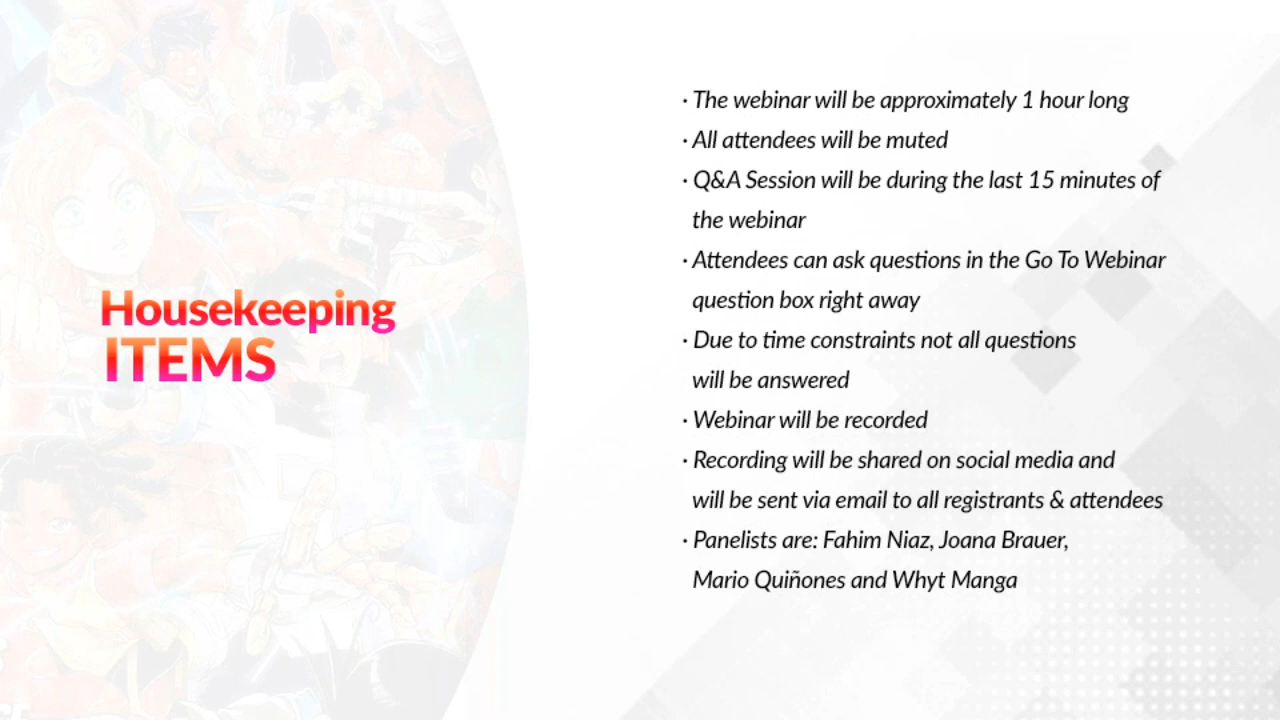 Housekeeping
ITEMS
· The webinar will be approximately 1 hour long
· All attendees will be muted
· Q&A Session will be during the last 15 minutes of
the webinar
· Attendees can ask questions in the Go To Webinar
question box right away
· Due to time constraints not all questions
will be answered
· Webinar will be recorded
· Recording will be shared on social media and
will be sent via email to all registrants & attendees
· Panelists are: Fahim Niaz, Joana Brauer,
Mario Quiñones and Whyt Manga